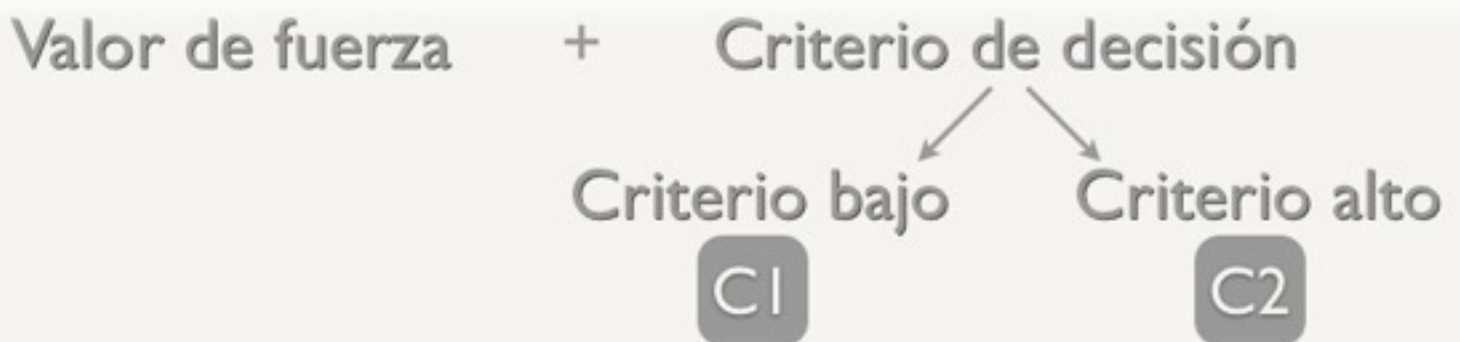 Valor de fuerza + Criterio de decisión
Criterio bajo Criterio alto
C1 C2